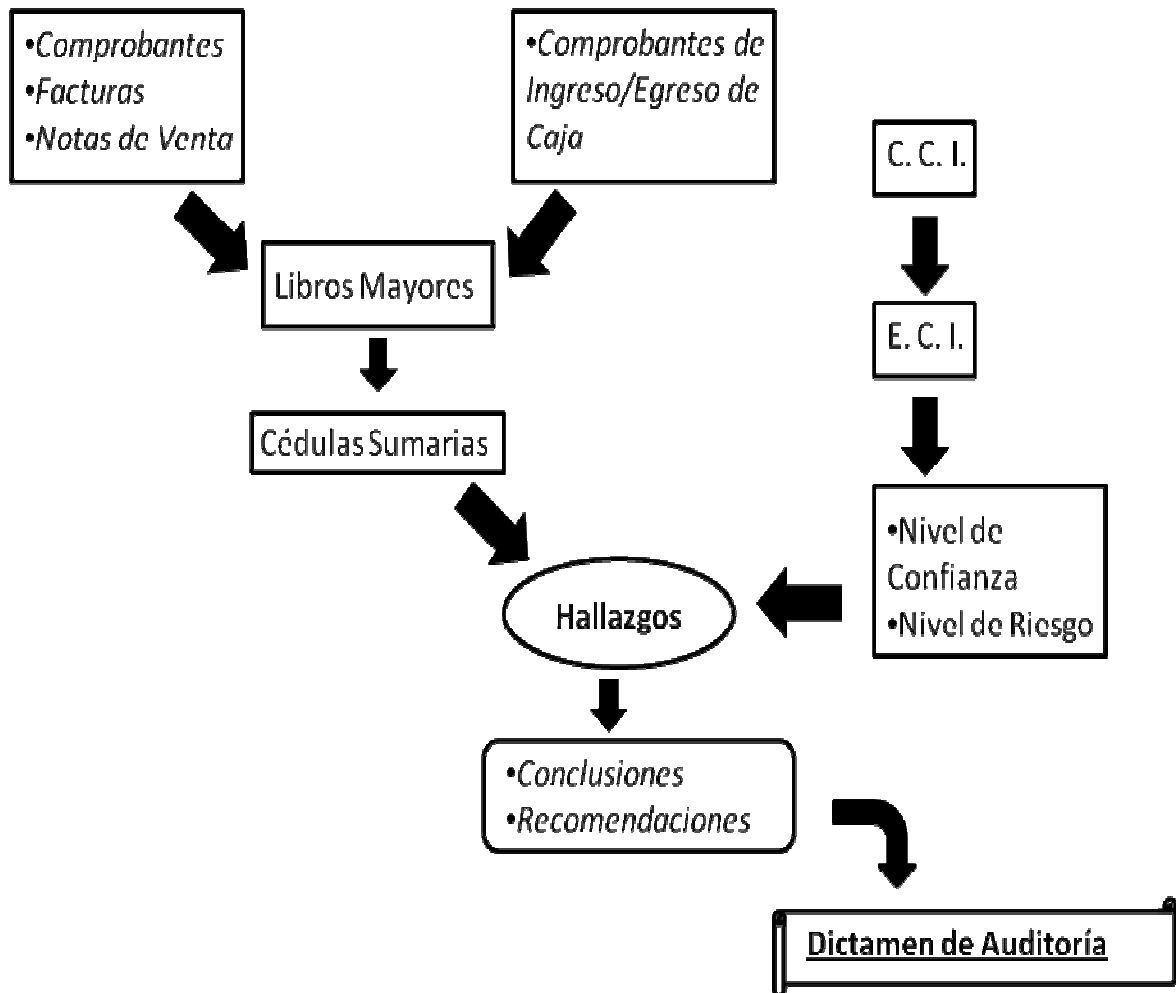 •Comprobantes
•Facturas
•Notas de Venta
•Comprobantes de
Ingreso/Egreso de
Caja
C. C. I.
Libros Mayores
E. C. I.
Cédulas Sumarias
•Nivel de
Confianza
•Nivel de Riesgo
Hallazgos
•Conclusiones
•Recomendaciones
Dictamen de Auditoría